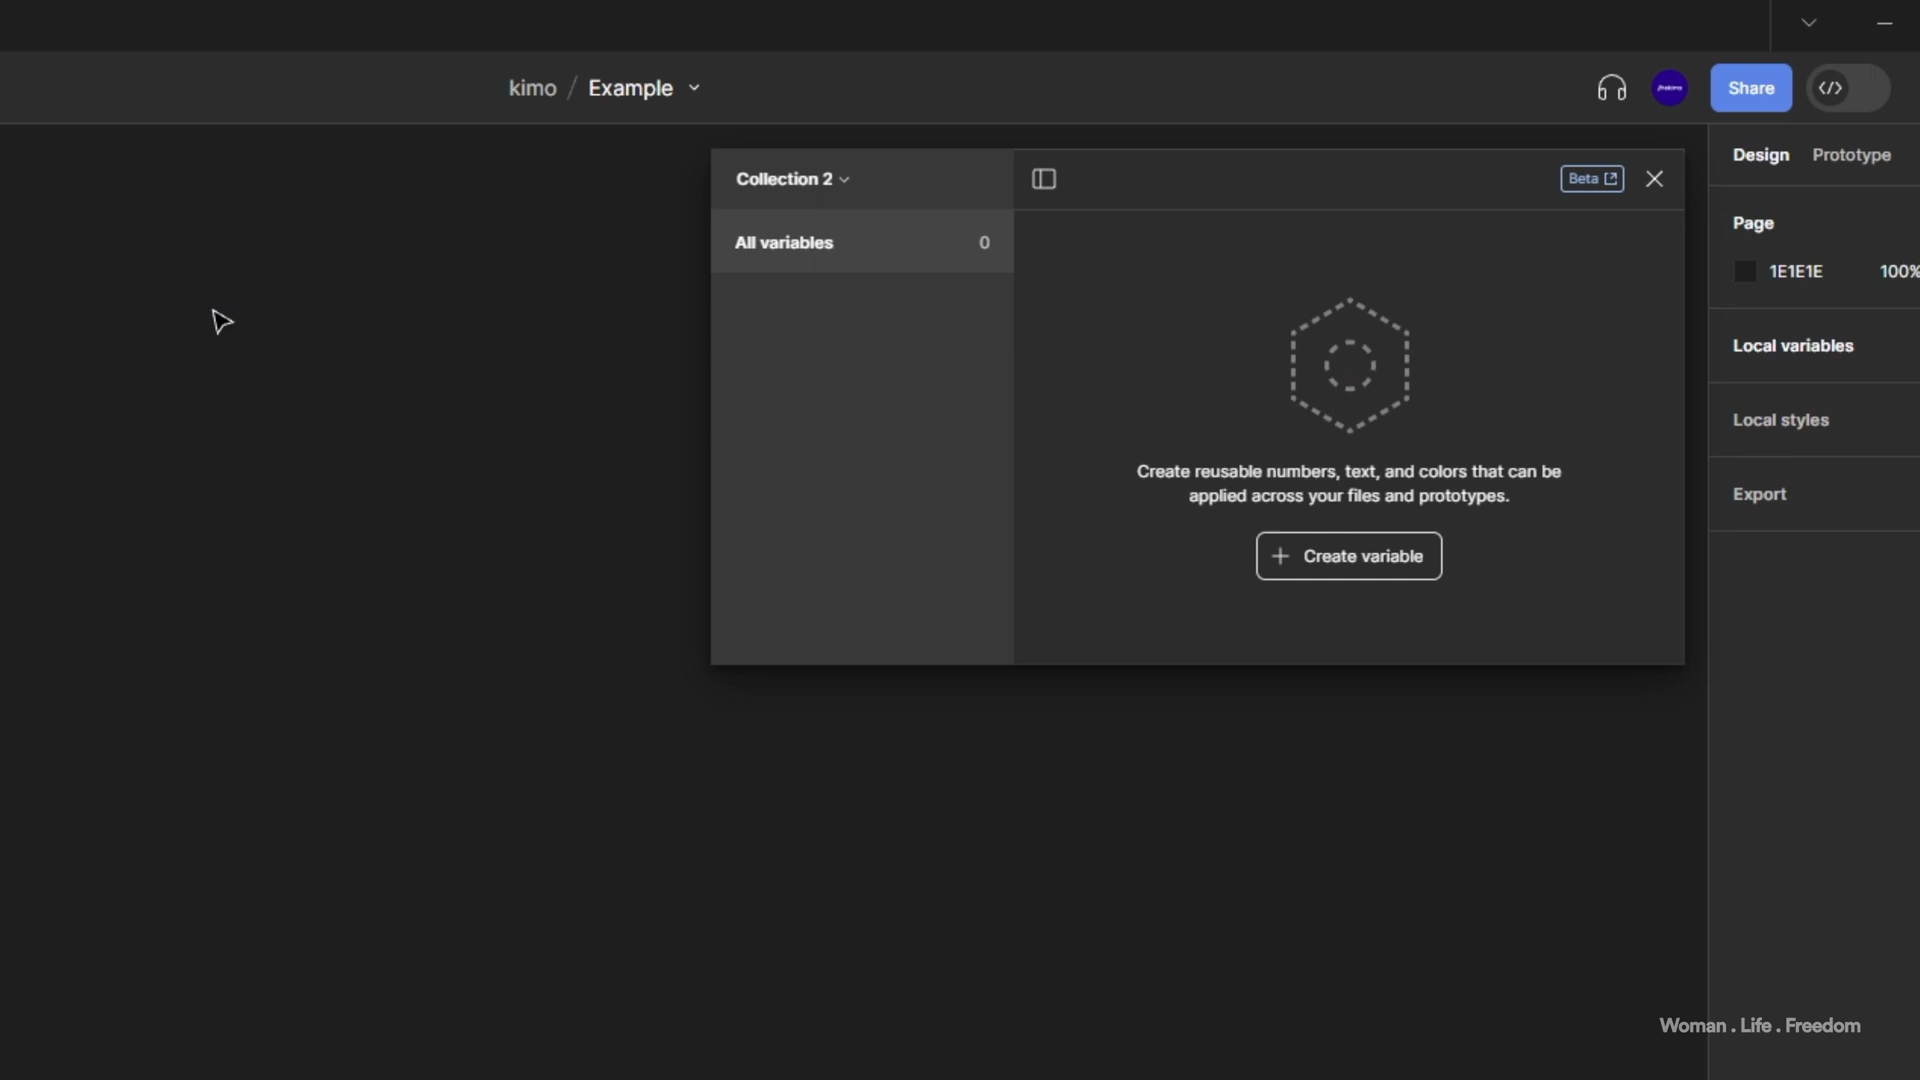 kimo / Example
Share
Design Prototype
Collection 2
Beta
All variables 0
Page
1E1E1E 100%
Local variables
Local styles
Export
Create reusable numbers, text, and colors that can be
applied across your files and prototypes.
+ Create variable
Woman . Life . Freedom